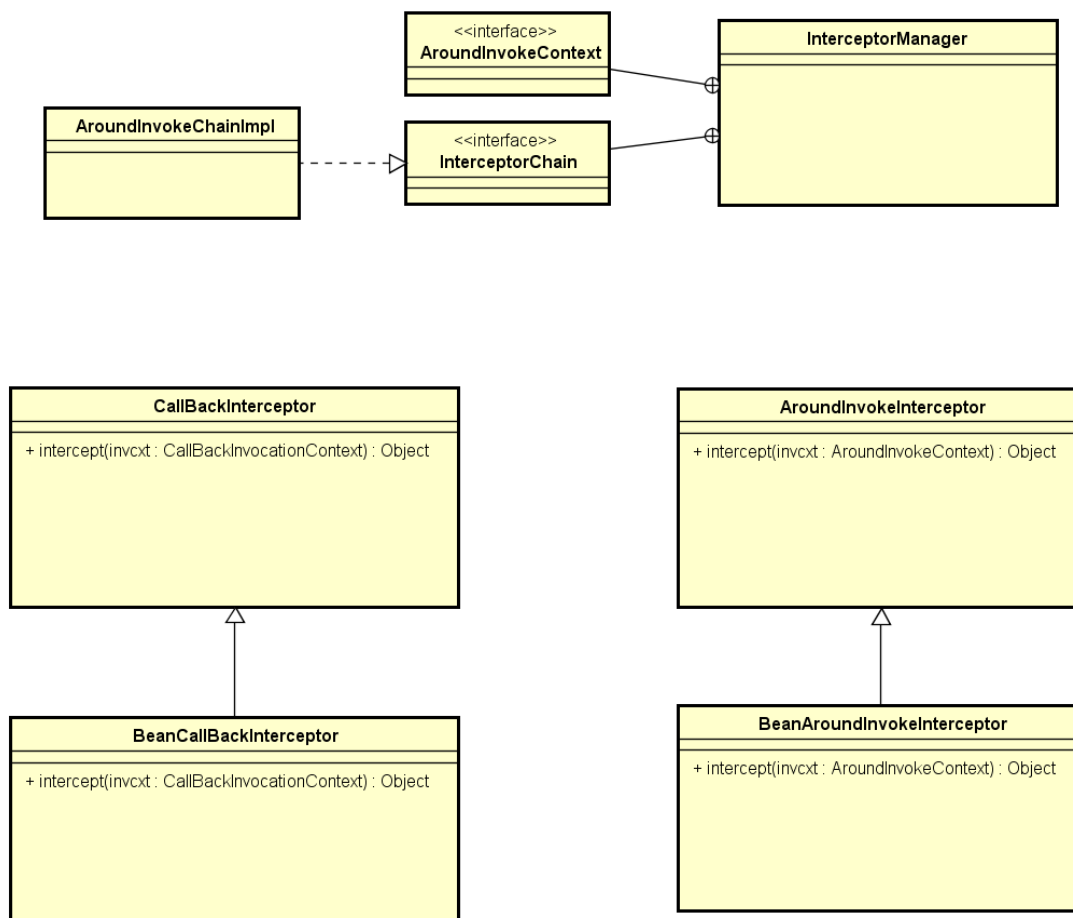 <<interface>>
AroundInvokeContext
InterceptorManager
AroundInvokeChainImpl
<<interface>>
InterceptorChain
CallBackInterceptor
+ intercept(invcxt : CallBackInvocationContext) : Object
AroundInvokeInterceptor
+ intercept(invcxt : AroundInvokeContext) : Object
BeanCallBackInterceptor
+ intercept(invcxt : CallBackInvocationContext) : Object
BeanAroundInvokeInterceptor
+ intercept(invcxt : AroundInvokeContext) : Object